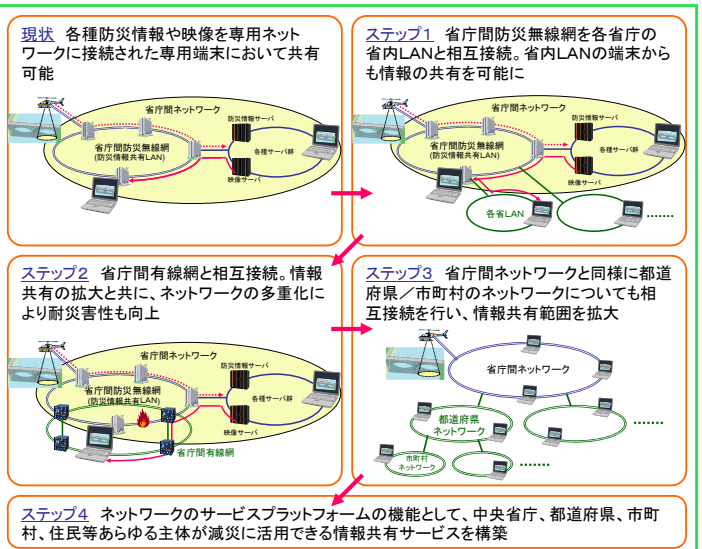 現状 各種防災情報や映像を専用ネット
ワークに接続された専用端末において共有
可能
省庁間ネットワーク
防災情報サーバ
省庁間防災無線網
(防災情報共有LAN)
各種サーバ群
映像サーバ
ステップ1 省庁間防災無線網を各省庁の
省内LANと相互接続。省内LANの端末から
も情報の共有を可能に
省庁間ネットワーク
防災情報サーバ
省庁間防災無線網
(防災情報共有LAN)
各種サーバ群
映像サーバ
各省LAN
.......
ステップ2 省庁間有線網と相互接続。情報
共有の拡大と共に、ネットワークの多重化に
より耐災害性も向上
省庁間ネットワーク
防災情報サーバ
省庁間防災無線網
(防災情報共有LAN)
各種サーバ群
映像サーバ
省庁間有線網
ステップ3 省庁間ネットワークと同様に都道
府県/市町村のネットワークについても相
互接続を行い、情報共有範囲を拡大
省庁間ネットワーク
都道府県
ネットワーク
.......
市町村
ネットワーク
.......
ステップ4 ネットワークのサービスプラットフォームの機能として、中央省庁、都道府県、市町
村、住民等あらゆる主体が減災に活用できる情報共有サービスを構築